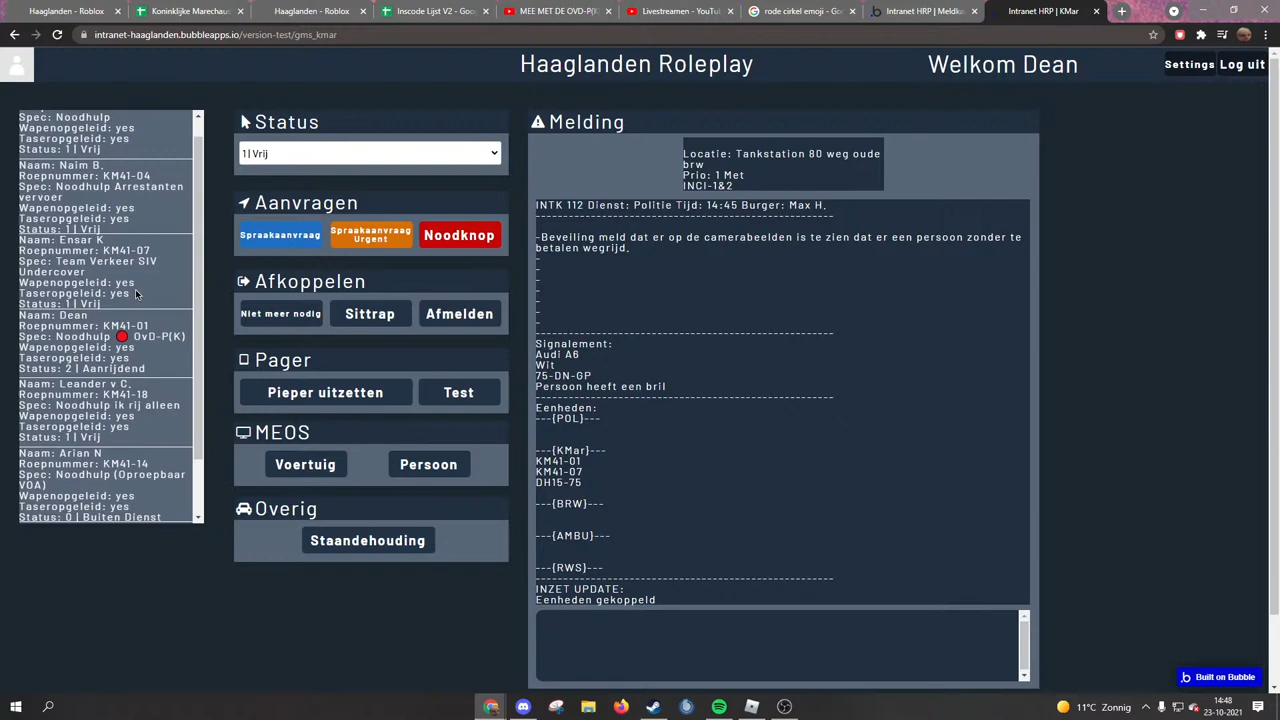 Haaglanden - Roblox
Koninklijke Marechau
Haaglanden - Roblox
Inscode Lijst V2 - Goo
MEE MET DE OVD-P(K
Livestreamen - YouTu
rode cirkel emoji - Goo
Intranet HRP | Meldka
Intranet HRP | KMar
intranet-haaglanden.bubbleapps.io/version-test/gms_kmar
Haaglanden Roleplay
Welkom Dean
Settings
Log uit
Spec: Noodhulp
Wapenopgeleid: yes
Taseropgeleid: yes
Status: 1 | Vrij
Naam: Naim B.
Roepnummer: KM41-04
Spec: Noodhulp Arrestanten
vervoer
Wapenopgeleid: yes
Taseropgeleid: yes
Status: 1 | Vrij
Naam: Ensar K
Roepnummer: KM41-07
Spec: Team Verkeer SIV
Undercover
Wapenopgeleid: yes
Taseropgeleid: yes
Status: 1 | Vrij
Naam: Dean
Roepnummer: KM41-01
Spec: Noodhulp 🔴 OvD-P(K)
Wapenopgeleid: yes
Taseropgeleid: yes
Status: 2 | Aanrijdend
Naam: Leander v C.
Roepnummer: KM41-18
Spec: Noodhulp ik rij alleen
Wapenopgeleid: yes
Taseropgeleid: yes
Status: 1 | Vrij
Naam: Arian N
Roepnummer: KM41-14
Spec: Noodhulp (Oproepbaar
VOA)
Wapenopgeleid: yes
Taseropgeleid: yes
Status: 0 | Buiten Dienst
Status
1 | Vrij
Aanvragen
Spraakaanvraag
Spraakaanvraag
Urgent
Noodknop
Afkoppelen
Niet meer nodig
Sittrap
Afmelden
Pager
Pieper uitzetten
Test
MEOS
Voertuig
Persoon
Overig
Staandehouding
Melding
Locatie: Tankstation 80 weg oude
brw
Prio: 1 Met
INCI-1&2
INTK 112 Dienst: Politie Tijd: 14:45 Burger: Max H.
-------------------------------------------------------
-Beveiling meld dat er op de camerabeelden is te zien dat er een persoon zonder te
betalen wegrijd.
-
-
-
-
-
-
-
-------------------------------------------------------
Signalement:
Audi A6
Wit
75-DN-GP
Persoon heeft een bril
-------------------------------------------------------
Eenheden:
---{POL}---
---{KMar}---
KM41-01
KM41-07
DH15-75
---{BRW}---
---{AMBU}---
---{RWS}---
-------------------------------------------------------
INZET UPDATE:
Eenheden gekoppeld
Built on Bubble
11°C Zonnig
14:48
23-10-2021